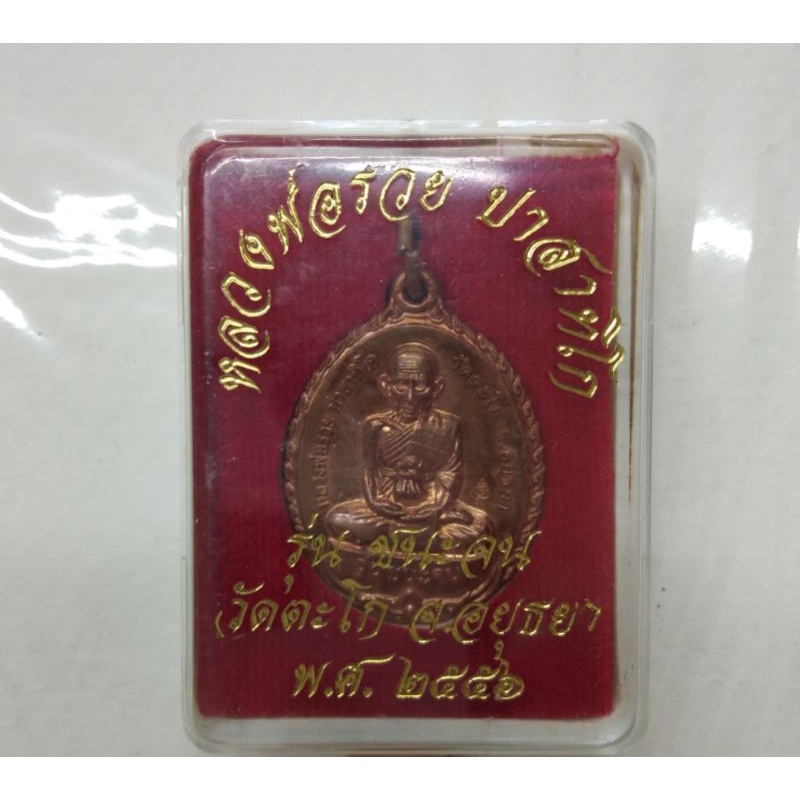 หลวงพ่อรวย ปาสาทิโก
รุ่น ชนะจน
วัดตะโก จ.อยุธยา
พ.ศ. ๒๕๕๖